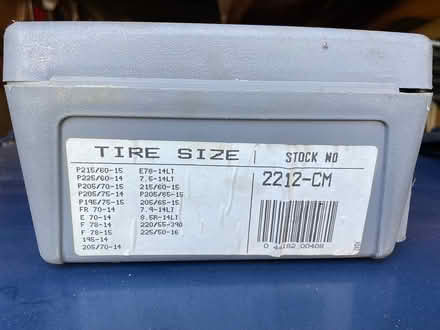 TIRE SIZE
STOCK NO
P215/60-15 E78-14LT
P225/60-14 7.5-14LT
P205/70-15 215/60-15
P205/75-14 P205/65-15
P195/75-15 205/65-15
FR 70-14 7.9-14LT
E 70-14 8.5R-14LT
F 78-14 220/55-390
F 78-15 225/50-16
195-14
205/70-14
2212-CM